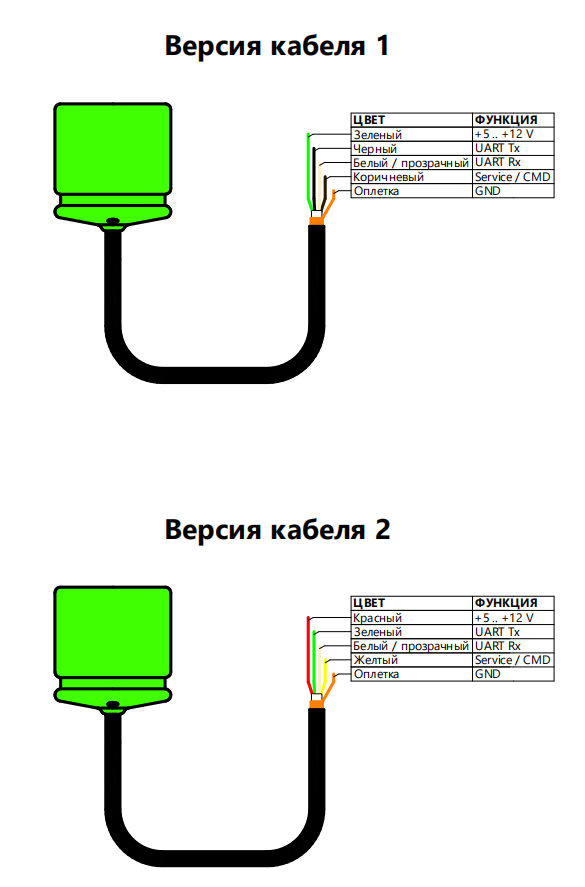 Версия кабеля 1
ЦВЕТ ФУНКЦИЯ
Зеленый +5 .. +12 V
Черный UART Tx
Белый / прозрачный UART Rx
Коричневый Service / CMD
Оплетка GND
Версия кабеля 2
ЦВЕТ ФУНКЦИЯ
Красный +5 .. +12 V
Зеленый UART Tx
Белый / прозрачный UART Rx
Желтый Service / CMD
Оплетка GND